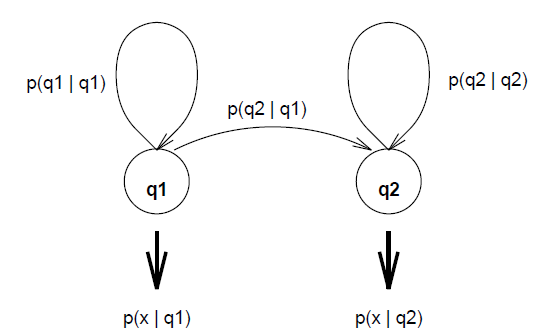 p(q1 | q1)
p(q2 | q2)
p(q2 | q1)
q1
q2
p(x | q1)
p(x | q2)